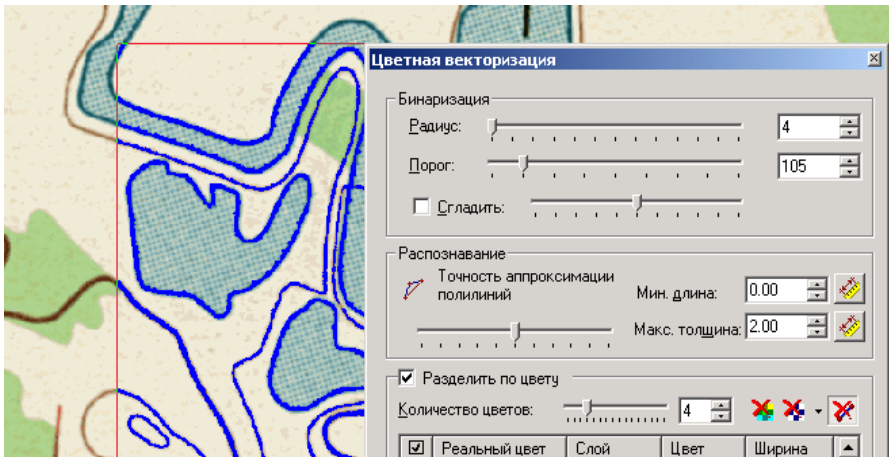 Цветная векторизация
Бинаризация
Радиус: 4
Порог: 105
Сгладить:
Распознавание
Точность аппроксимации
полилиний
Мин. длина: 0.00
Макс. толщина: 2.00
Разделить по цвету
Количество цветов: 4
Реальный цвет Слой Цвет Ширина